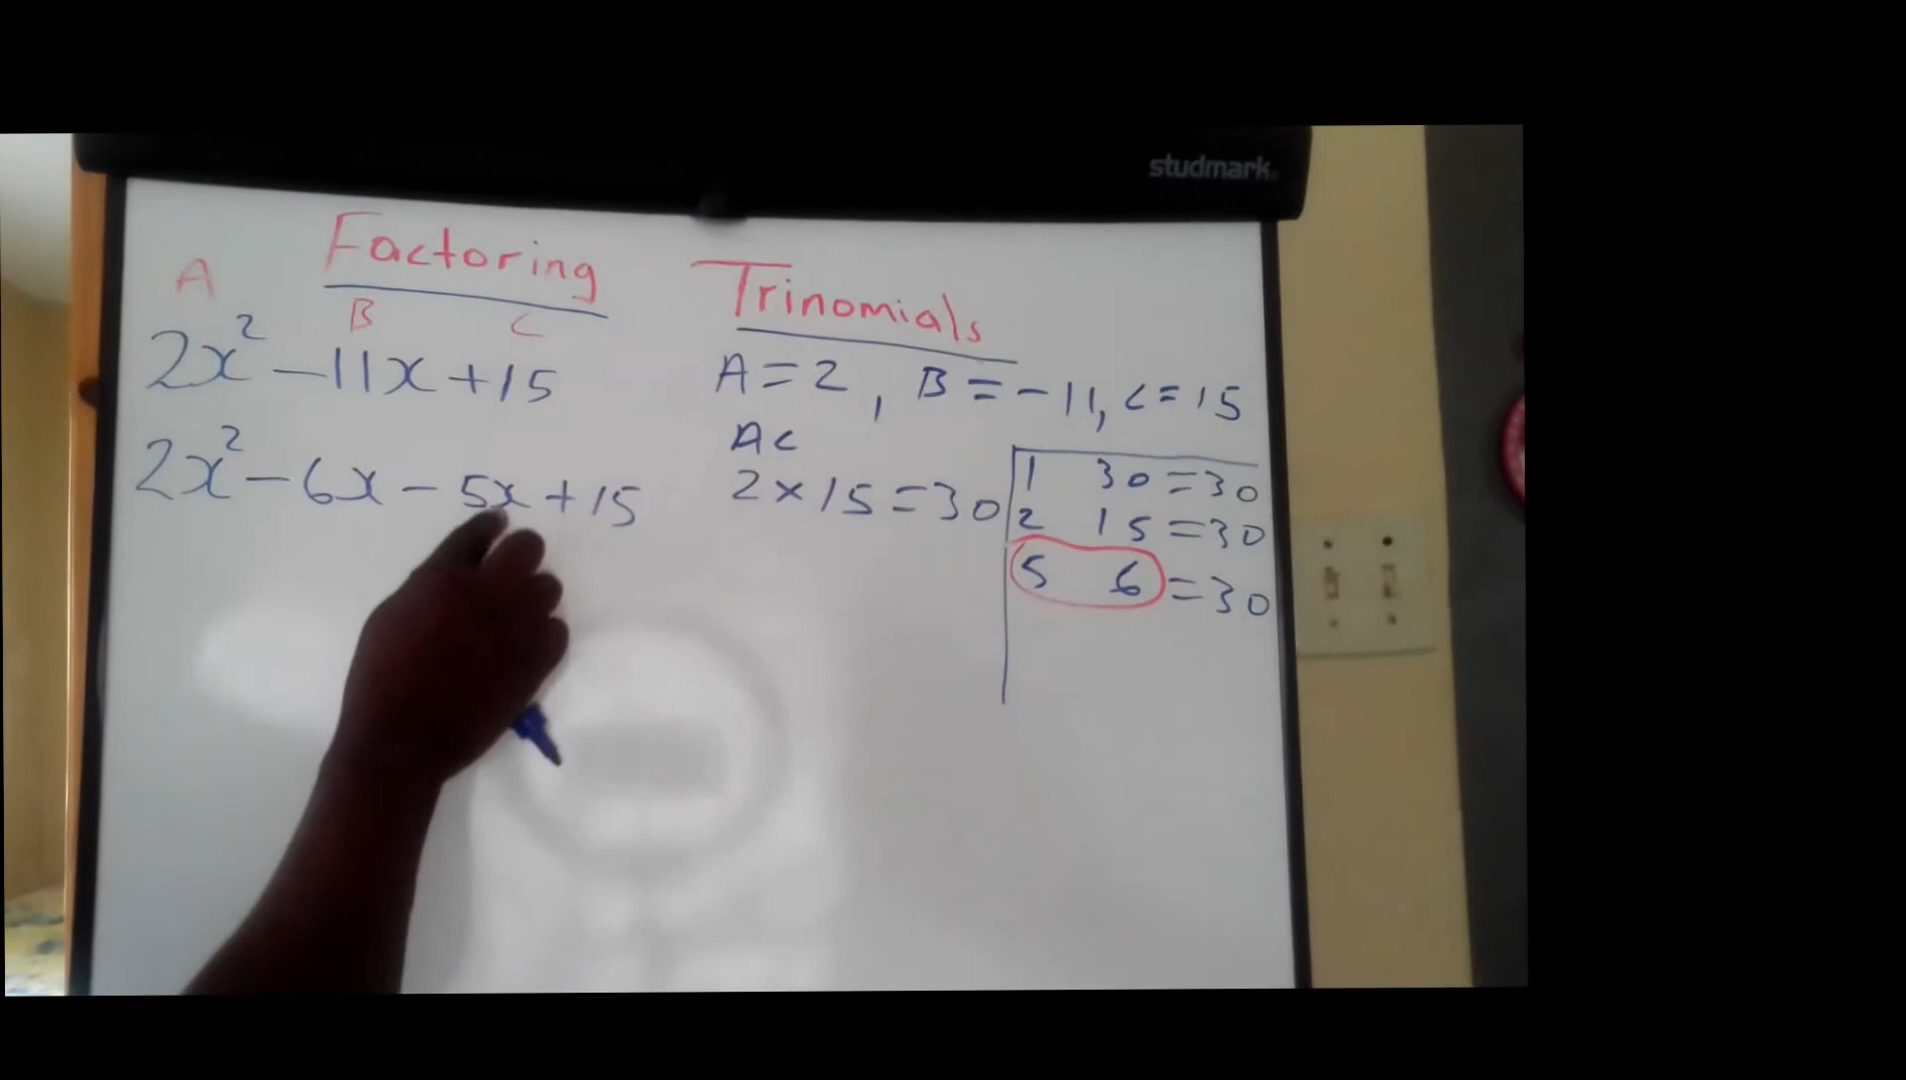 studmark.
Factoring Trinomials
A B C
2x² -11x +15
2x² - 6x - 5x + 15
A = 2, B = -11, C = 15
AC
2 × 15 = 30
1 30 = 30
2 15 = 30
5 6 = 30